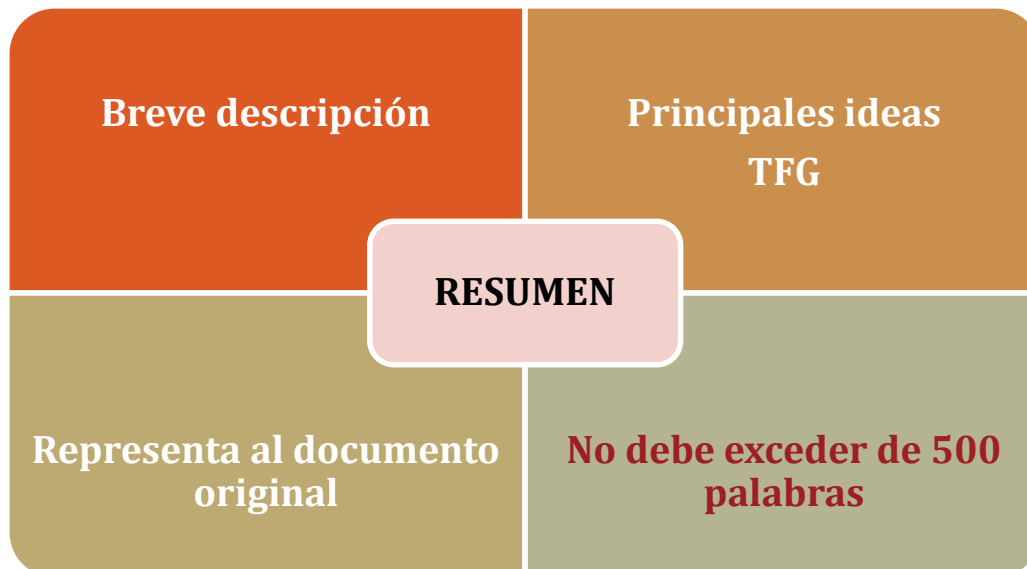 Breve descripción
Principales ideas
TFG
RESUMEN
Representa al documento
original
No debe exceder de 500
palabras